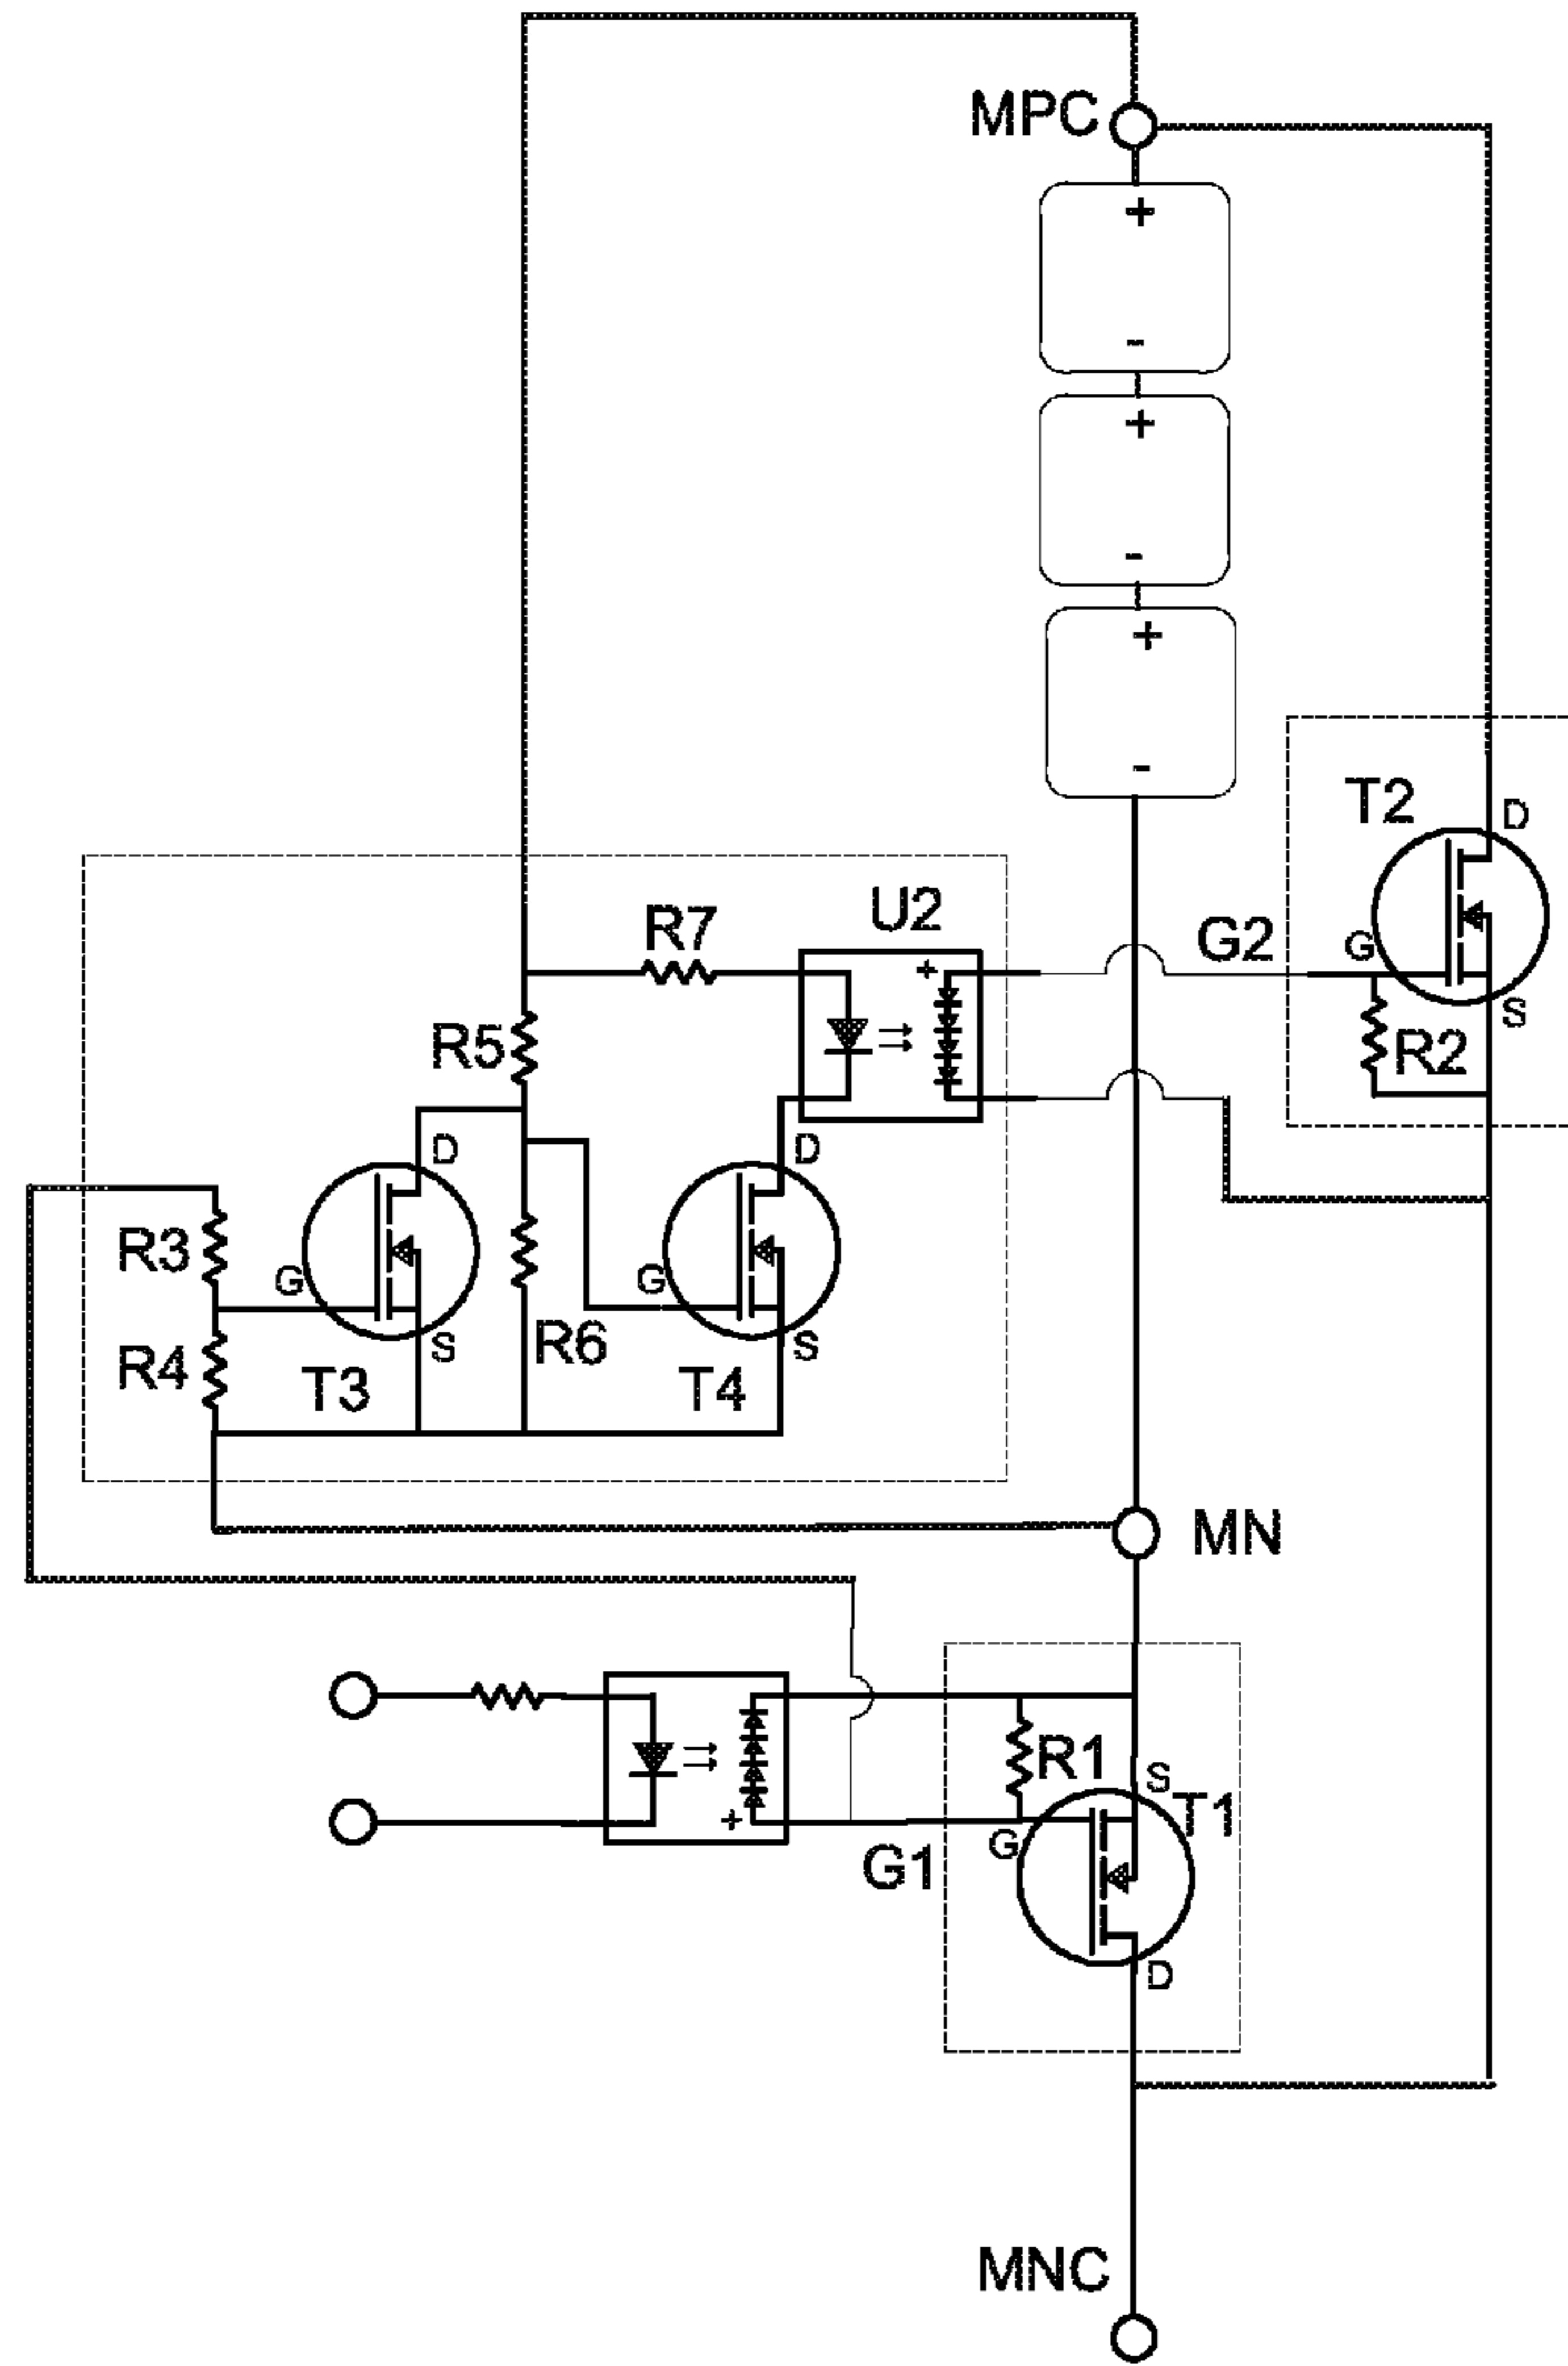 MPC
+
-
+
-
+
-
T2
D
U2
R7
G2
+
G
S
R5
R2
D
D
R3
G
G
R6
S
S
R4
T3
T4
MN
R1
S
T1
+
G
G1
D
MNC